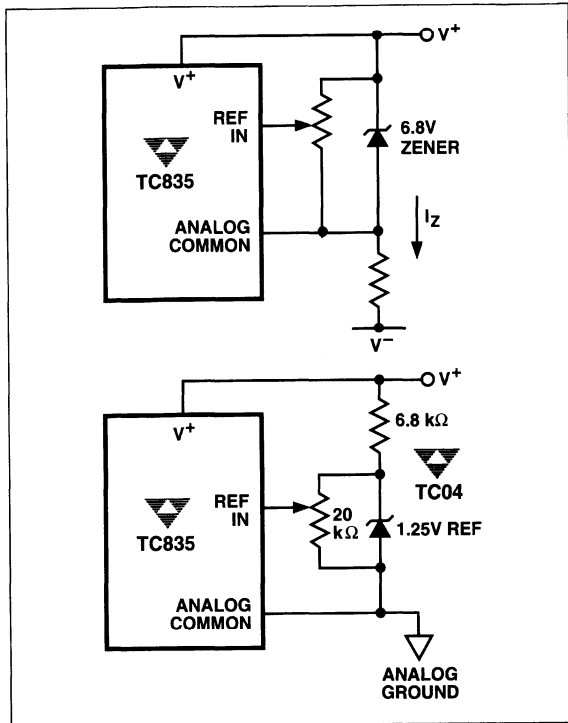 V+
V+
REF
IN
6.8V
ZENER
TC835
ANALOG
COMMON
IZ
V−
V+
V+
6.8 kΩ
TC04
REF
IN
20
kΩ
1.25V REF
TC835
ANALOG
COMMON
ANALOG
GROUND